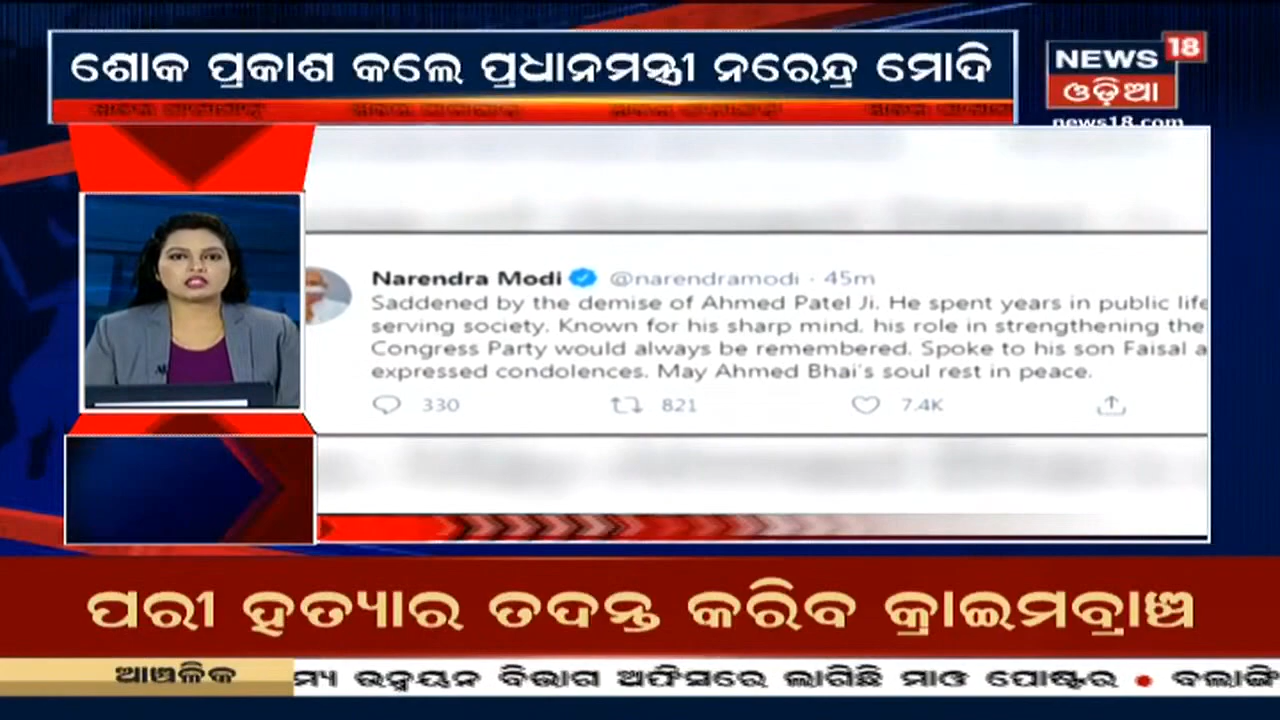 ଶୋକ ପ୍ରକାଶ କଲେ ପ୍ରଧାନମନ୍ତ୍ରୀ ନରେନ୍ଦ୍ର ମୋଦି
NEWS 18
ଓଡ଼ିଆ
news18.com
Narendra Modi @narendramodi · 45m
Saddened by the demise of Ahmed Patel Ji. He spent years in public life
serving society. Known for his sharp mind, his role in strengthening the
Congress Party would always be remembered. Spoke to his son Faisal a
expressed condolences. May Ahmed Bhai's soul rest in peace.
330 821 7.4K
ପରୀ ହତ୍ୟାର ତଦନ୍ତ କରିବ କ୍ରାଇମବ୍ରାଞ୍ଚ
ଆଞ୍ଚଳିକ
ମ୍ୟ ଉନ୍ନୟନ ବିଭାଗ ଅଫିସରେ ଲାଗିଛି ମାଓ ପୋଷ୍ଟର • ବଲାଙ୍ଗି